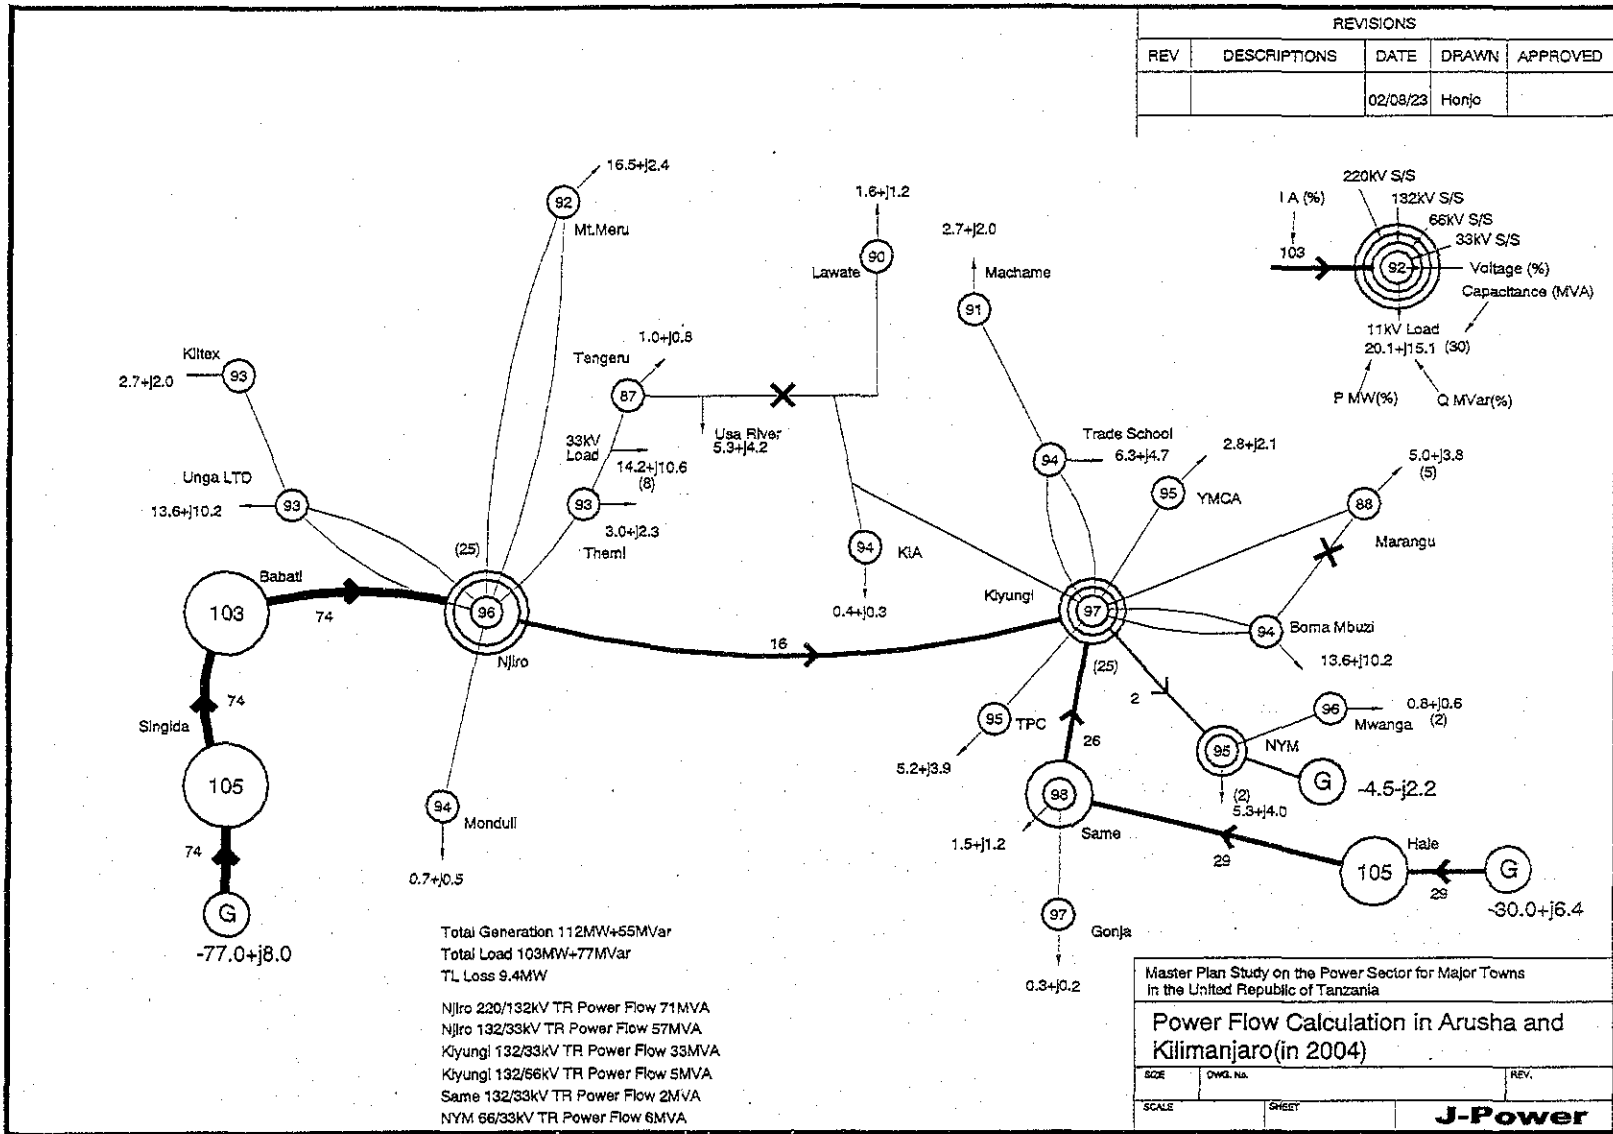 REVISIONS
REV DESCRIPTIONS DATE DRAWN APPROVED
02/08/23 Honjo
220kV S/S
I A (%)
132kV S/S
66kV S/S
33kV S/S
103
92
Voltage (%)
Capacitance (MVA)
11kV Load
20.1+j15.1 (30)
P MW(%) Q MVar(%)
16.5+j2.4
92
Mt.Meru
1.6+j1.2
90
Lawate
2.7+j2.0
Machame
91
Kiltex
2.7+j2.0
93
1.0+j0.8
Tengeru
87
Usa River
5.3+j4.2
33kV
Load
14.2+j10.6
(8)
Unga LTD
93
13.6+j10.2
93
3.0+j2.3
Themi
(25)
Trade School
94
6.3+j4.7
2.8+j2.1
95
YMCA
5.0+j3.8
(5)
88
Marangu
94
KIA
0.4+j0.3
Babati
103
74
96
Njiro
Kiyungi
97
(25)
94
Boma Mbuzi
13.6+j10.2
16
74
Singida
105
74
G
-77.0+j8.0
94
Monduli
0.7+j0.5
95
TPC
5.2+j3.9
26
2
96
0.8+j0.6
Mwanga
(2)
95
NYM
G
-4.5-j2.2
(2)
5.3+j4.0
98
Same
1.5+j1.2
29
Hale
105
G
29
-30.0+j6.4
97
Gonja
0.3+j0.2
Total Generation 112MW+55MVar
Total Load 103MW+77MVar
TL Loss 9.4MW
Njiro 220/132kV TR Power Flow 71MVA
Njiro 132/33kV TR Power Flow 57MVA
Kiyungi 132/33kV TR Power Flow 33MVA
Kiyungi 132/66kV TR Power Flow 5MVA
Same 132/33kV TR Power Flow 2MVA
NYM 66/33kV TR Power Flow 6MVA
Master Plan Study on the Power Sector for Major Towns
in the United Republic of Tanzania
Power Flow Calculation in Arusha and
Kilimanjaro(in 2004)
SIZE DWG. No. REV.
SCALE SHEET J-Power